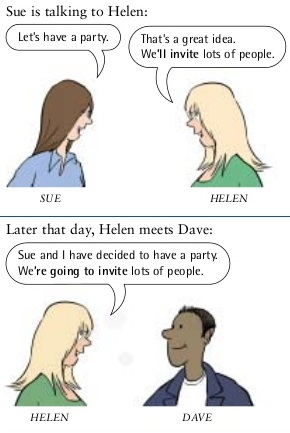 Sue is talking to Helen:
Let's have a party.
That's a great idea.
We'll invite lots of people.
SUE
HELEN
Later that day, Helen meets Dave:
Sue and I have decided to have a party.
We're going to invite lots of people.
HELEN
DAVE